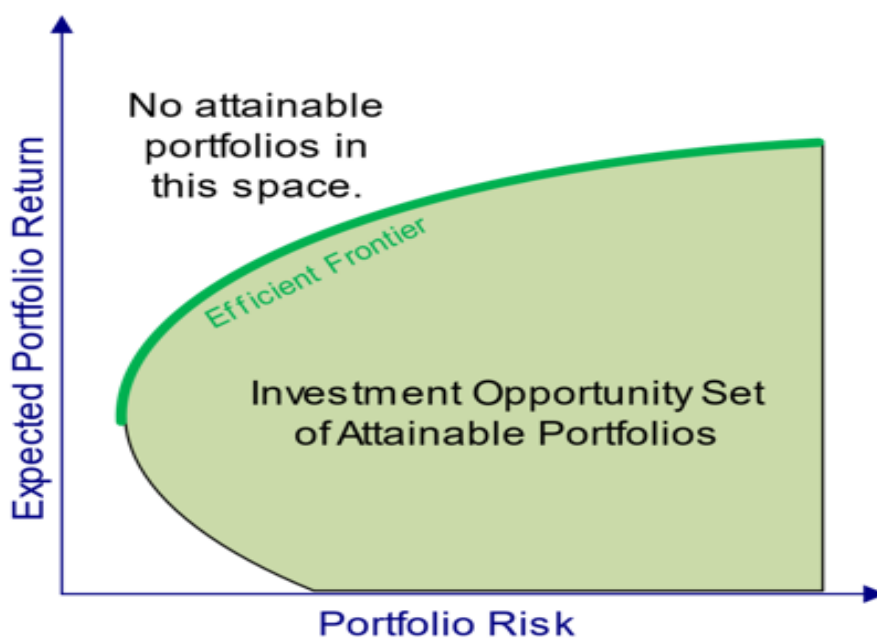 No attainable
portfolios in
this space.
Expected Portfolio Return
Efficient Frontier
Investment Opportunity Set
of Attainable Portfolios
Portfolio Risk